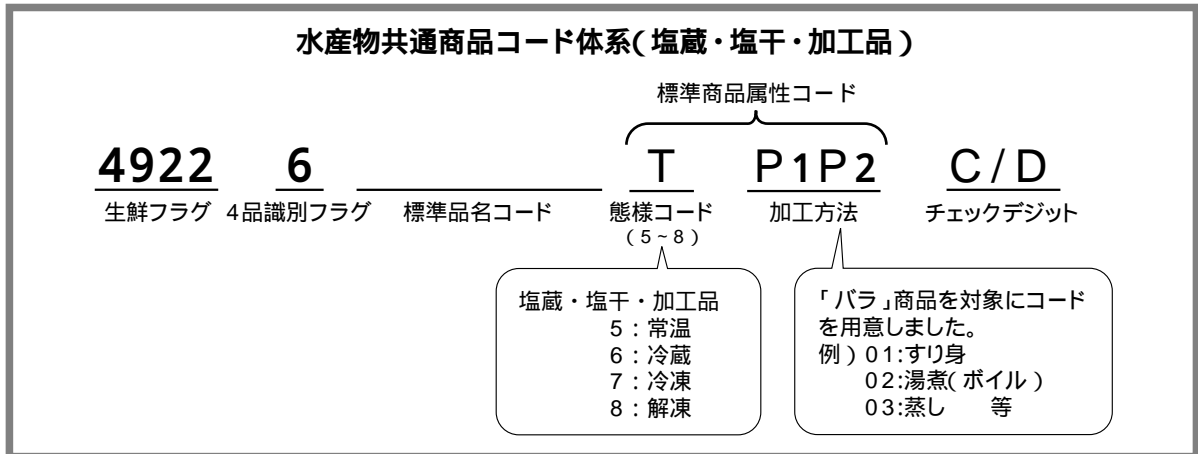 水産物共通商品コード体系(塩蔵・塩干・加工品)
標準商品属性コード
4922 6 T P1P2 C/D
生鮮フラグ 4品識別フラグ 標準品名コード 態様コード 加工方法 チェックデジット
(5~8)
塩蔵・塩干・加工品
5:常温
6:冷蔵
7:冷凍
8:解凍
「バラ」商品を対象にコード
を用意しました。
例)01:すり身
02:湯煮(ボイル)
03:蒸し 等